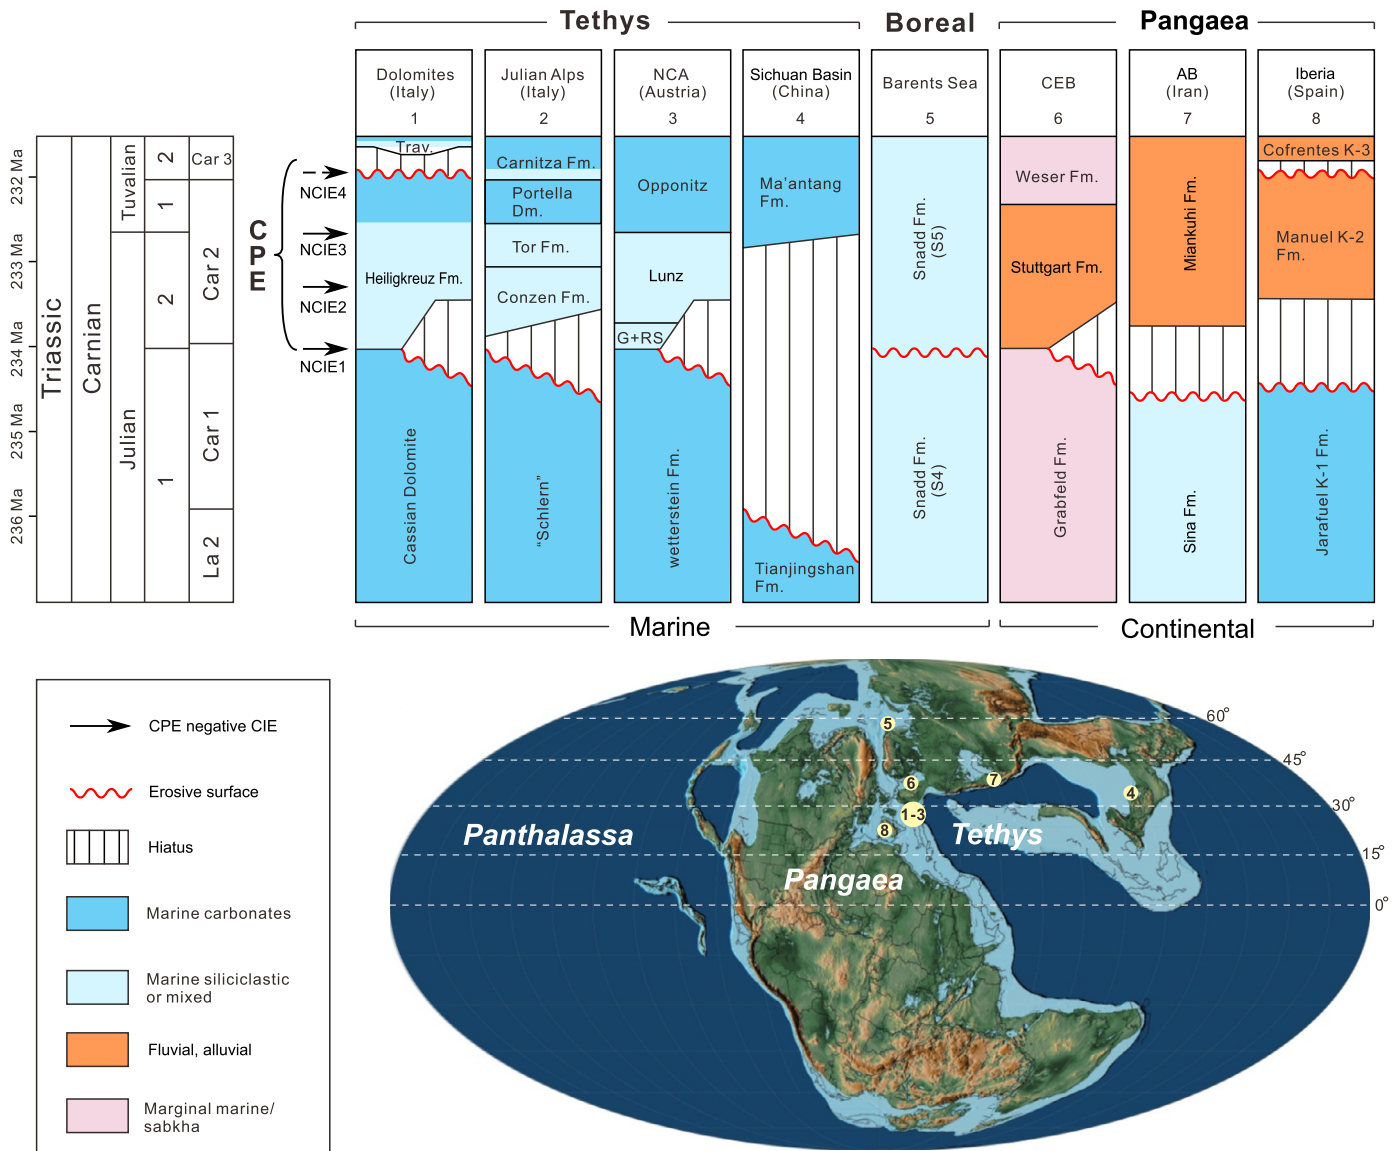 Tethys
Boreal
Pangaea
Dolomites
(Italy)
1
Julian Alps
(Italy)
2
NCA
(Austria)
3
Sichuan Basin
(China)
4
Barents Sea
5
CEB
6
AB
(Iran)
7
Iberia
(Spain)
8
232 Ma
233 Ma
234 Ma
235 Ma
236 Ma
Triassic
Carnian
Tuvalian
Julian
2
1
2
1
Car 3
Car 2
Car 1
La 2
C
P
E
NCIE4
NCIE3
NCIE2
NCIE1
Trav.
Heiligkreuz Fm.
Cassian Dolomite
Carnitza Fm.
Portella
Dm.
Tor Fm.
Conzen Fm.
“Schlern”
Opponitz
Lunz
G+RS
wetterstein Fm.
Ma’antang
Fm.
Tianjingshan
Fm.
Snadd Fm.
(S5)
Snadd Fm.
(S4)
Weser Fm.
Stuttgart Fm.
Grabfeld Fm.
Miankuhi Fm.
Sina Fm.
Cofrentes K-3
Manuel K-2
Fm.
Jarafuel K-1 Fm.
Marine
Continental
CPE negative CIE
Erosive surface
Hiatus
Marine carbonates
Marine siliciclastic
or mixed
Fluvial, alluvial
Marginal marine/
sabkha
60°
45°
30°
15°
0°
5
6
7
4
1-3
8
Panthalassa
Tethys
Pangaea